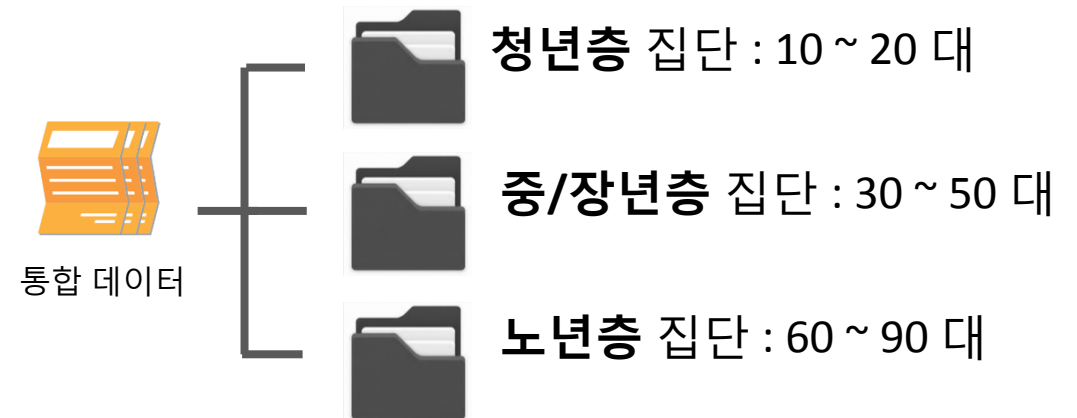 청년층 집단 : 10 ~ 20 대
중/장년층 집단 : 30 ~ 50 대
통합 데이터
노년층 집단 : 60 ~ 90 대